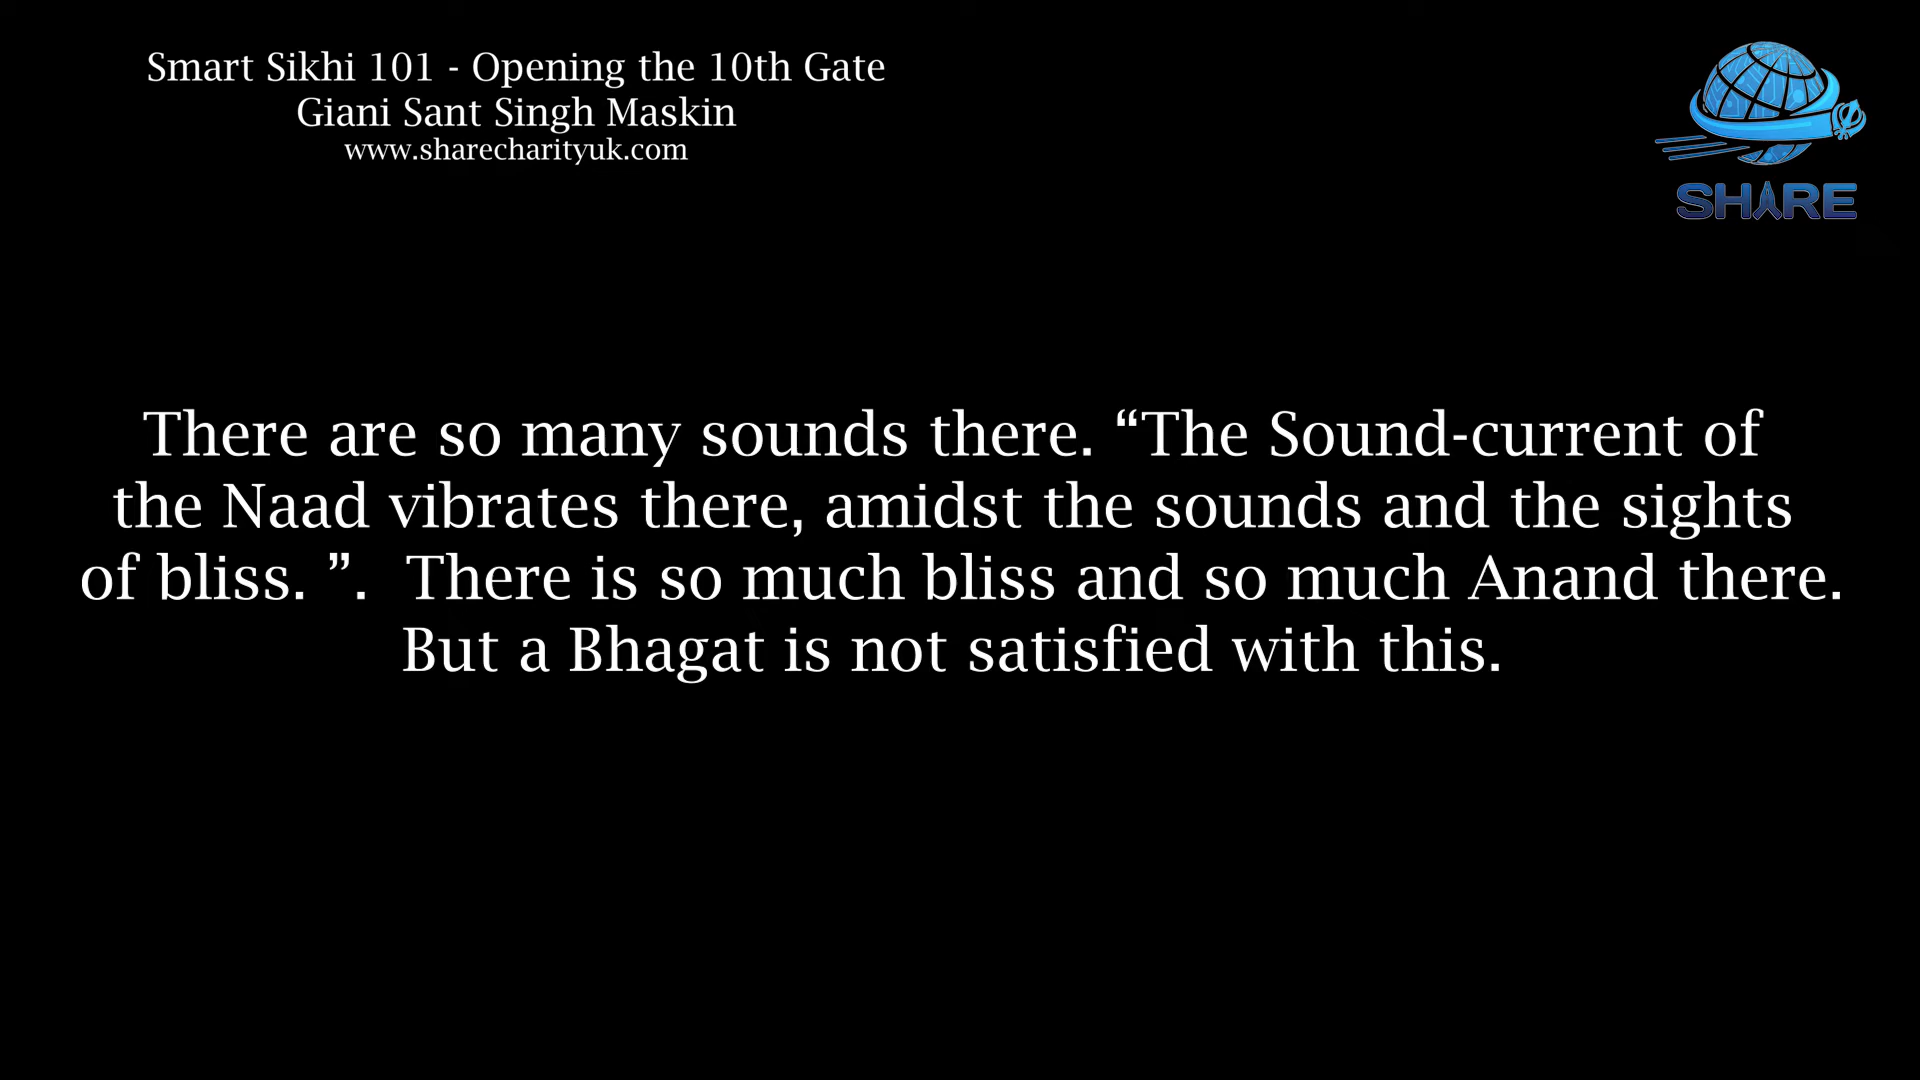 Smart Sikhi 101 - Opening the 10th Gate
Giani Sant Singh Maskin
www.sharecharityuk.com
SHARE
There are so many sounds there. “The Sound-current of
the Naad vibrates there, amidst the sounds and the sights
of bliss. ”.  There is so much bliss and so much Anand there.
But a Bhagat is not satisfied with this.